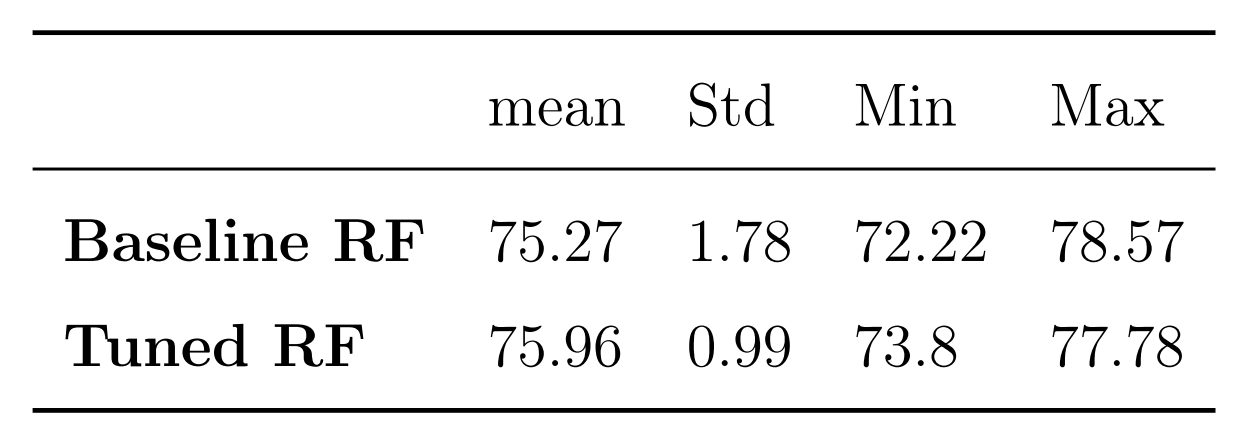 mean Std Min Max
Baseline RF 75.27 1.78 72.22 78.57
Tuned RF 75.96 0.99 73.8 77.78